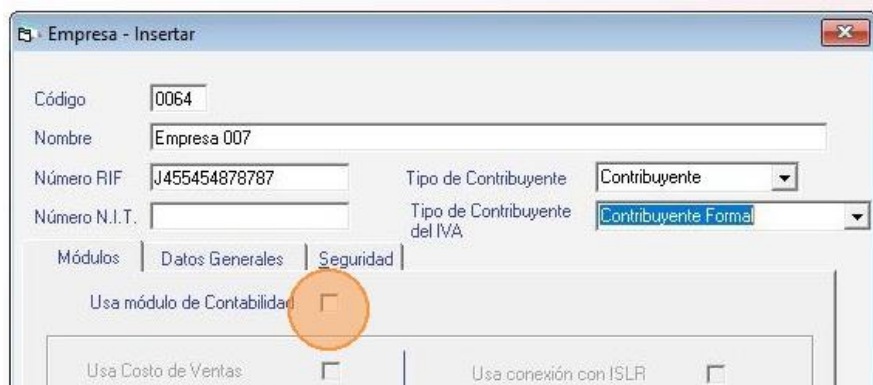 Empresa - Insertar
Código 0064
Nombre Empresa 007
Número RIF J455454878787 Tipo de Contribuyente Contribuyente
Número N.I.T. Tipo de Contribuyente del IVA Contribuyente Formal
Módulos Datos Generales Seguridad
Usa módulo de Contabilidad
Usa Costo de Ventas Usa conexión con ISLR